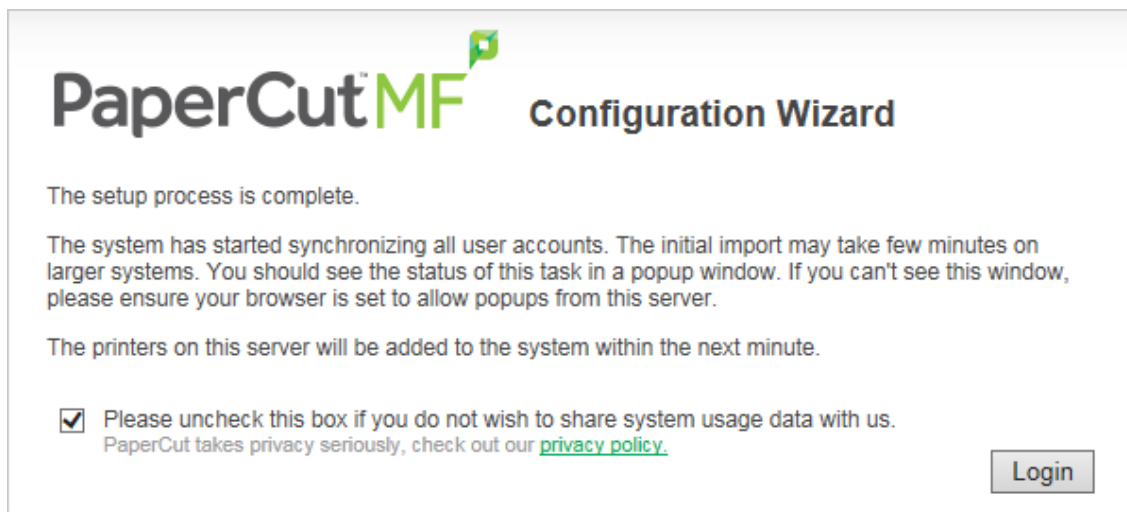 PaperCut™ MF Configuration Wizard
The setup process is complete.
The system has started synchronizing all user accounts. The initial import may take few minutes on
larger systems. You should see the status of this task in a popup window. If you can't see this window,
please ensure your browser is set to allow popups from this server.
The printers on this server will be added to the system within the next minute.
Please uncheck this box if you do not wish to share system usage data with us.
PaperCut takes privacy seriously, check out our privacy policy.
Login